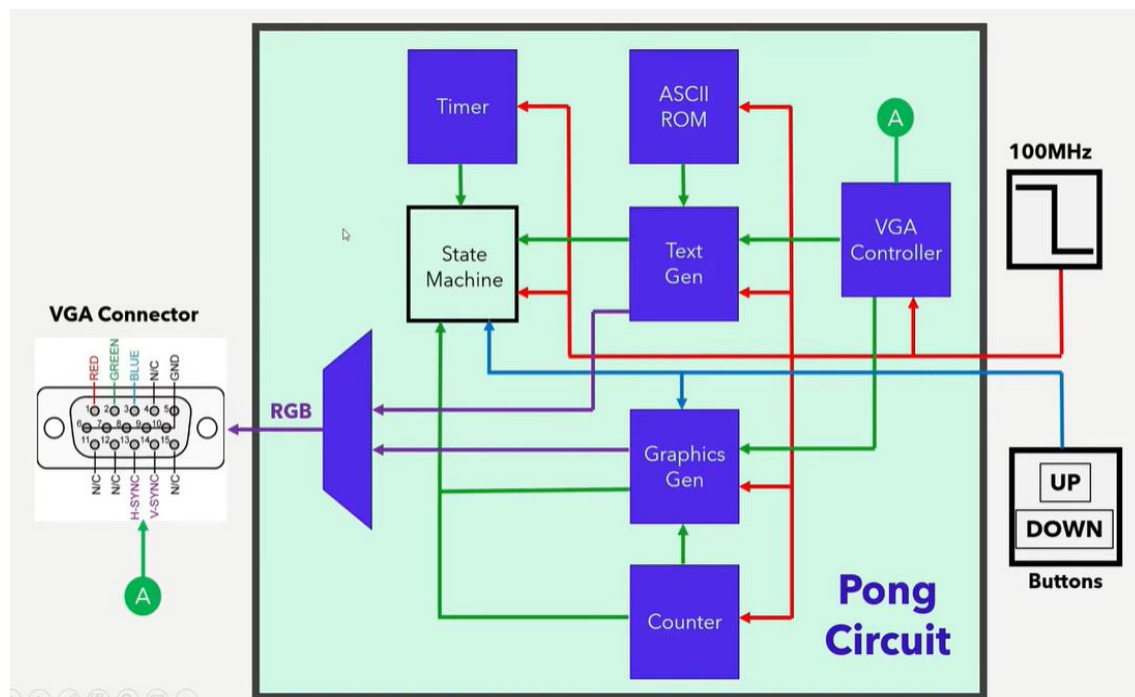 Timer
ASCII
ROM
A
100MHz
State
Machine
Text
Gen
VGA
Controller
VGA Connector
RED
GREEN
BLUE
N/C
GND
1 2 3 4 5
6 7 8 9 10
11 12 13 14 15
N/C
N/C
H-SYNC
V-SYNC
N/C
RGB
Graphics
Gen
UP
DOWN
Buttons
A
Counter
Pong
Circuit